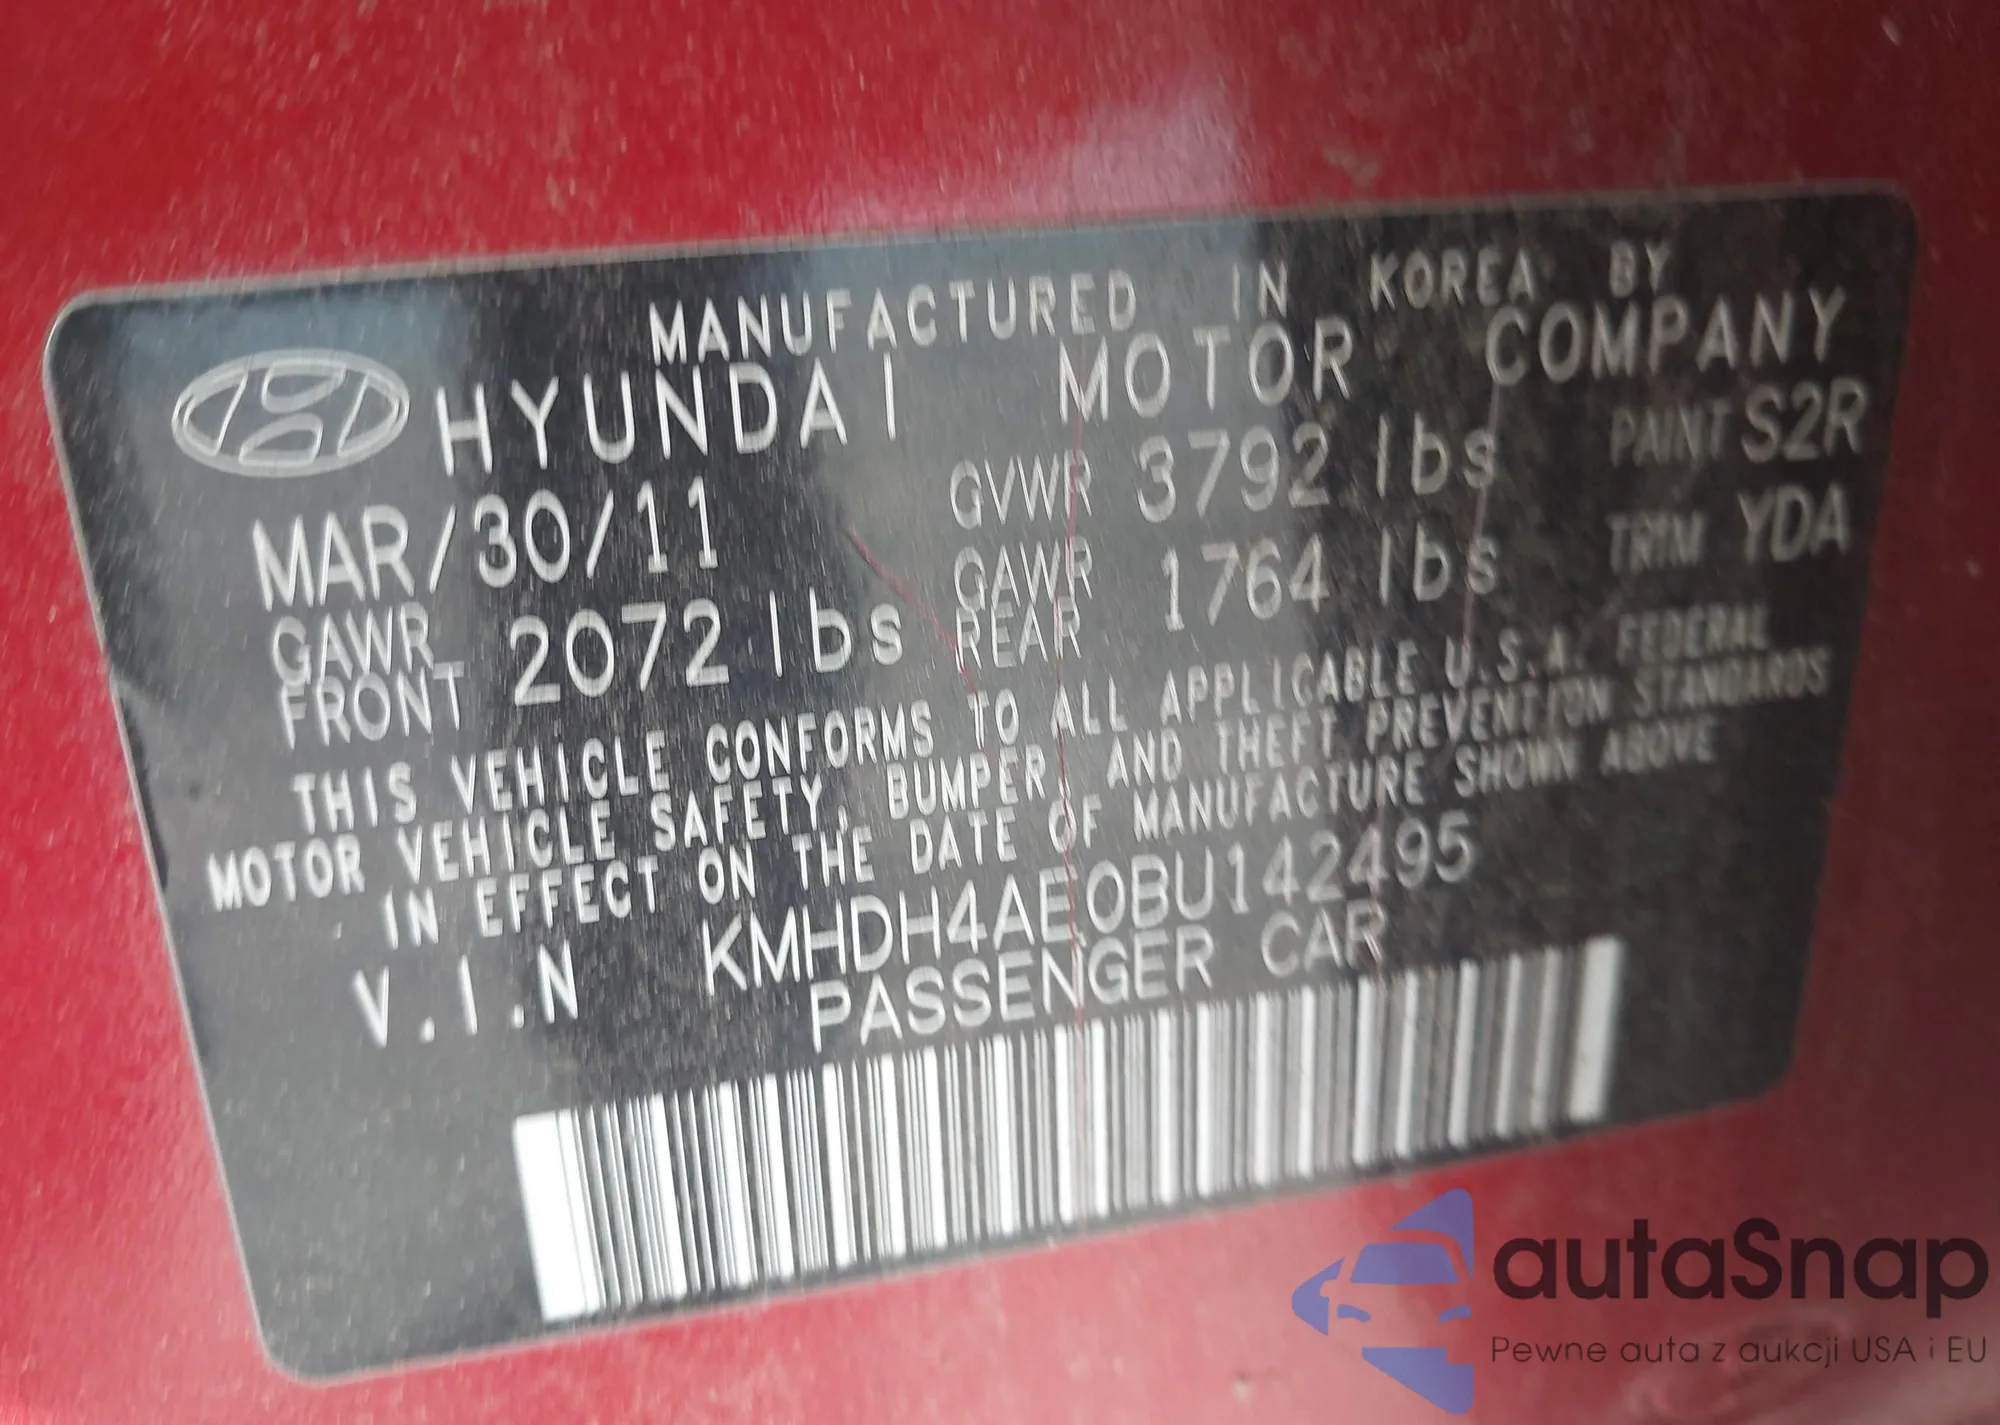 MANUFACTURED IN KOREA BY
HYUNDAI MOTOR COMPANY
MAR/30/11 GVWR 3792 lbs PAINT S2R
GAWR FRONT 2072 lbs GAWR REAR 1764 lbs TRIM YDA
THIS VEHICLE CONFORMS TO ALL APPLICABLE U.S.A. FEDERAL
MOTOR VEHICLE SAFETY, BUMPER, AND THEFT PREVENTION STANDARDS
IN EFFECT ON THE DATE OF MANUFACTURE SHOWN ABOVE
V.I.N KMHDH4AE0BU142495
PASSENGER CAR
autaSnap
Pewne auta z aukcji USA i EU